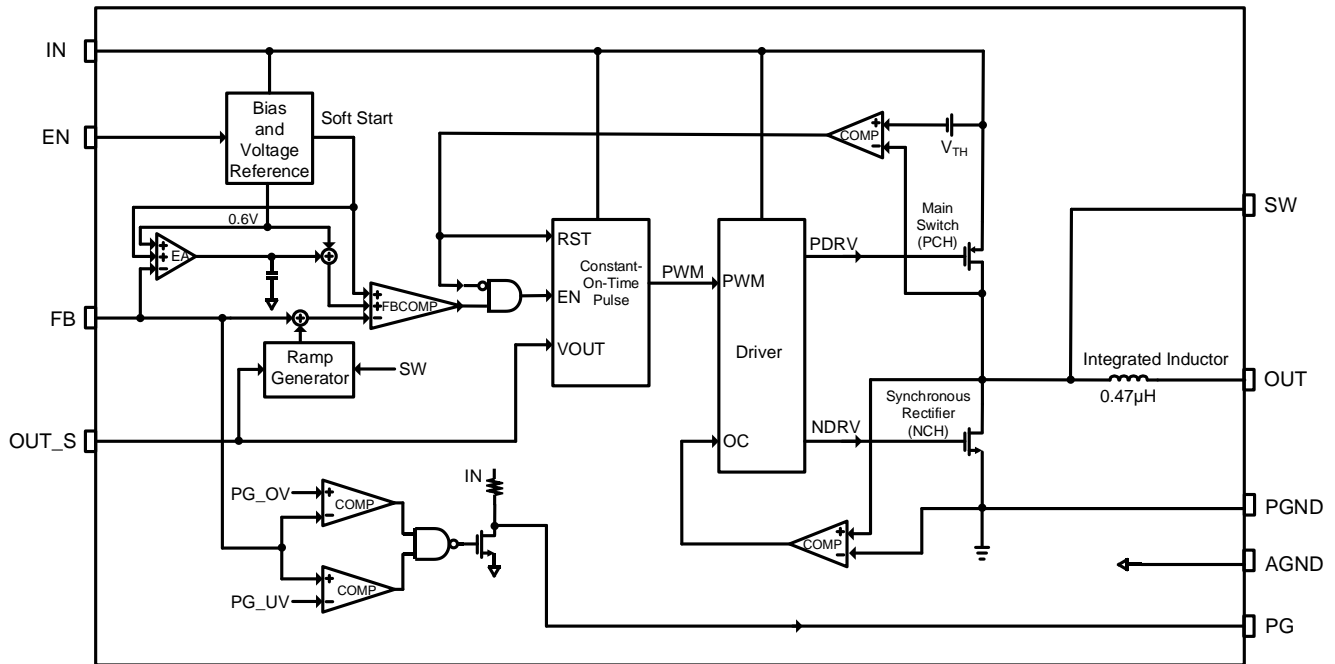 IN
EN
Bias
and
Voltage
Reference
Soft Start
0.6V
+
+
EA
−
+
FB
+
+
+
FBCOMP
−
Ramp
Generator
SW
OUT_S
RST
Constant-
On-Time
Pulse
EN
VOUT
PWM
PWM
Driver
OC
PDRV
NDRV
COMP
+
−
VTH
Main
Switch
(PCH)
SW
Integrated Inductor
0.47µH
OUT
Synchronous
Rectifier
(NCH)
COMP
+
−
PGND
AGND
PG
IN
PG_OV
+
COMP
−
+
COMP
PG_UV
−